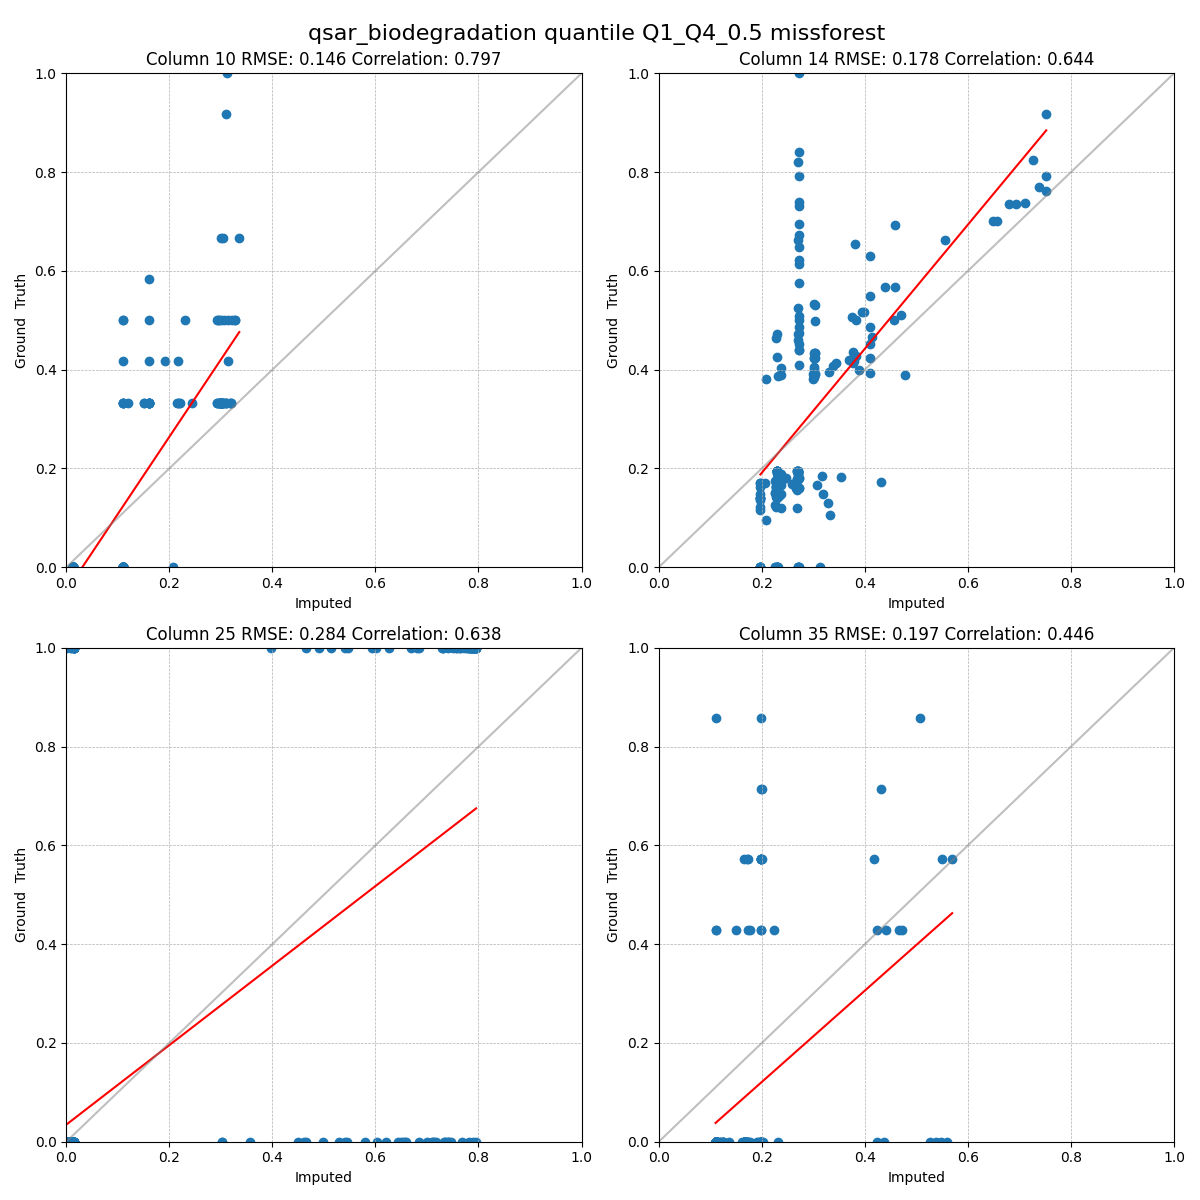 qsar_biodegradation quantile Q1_Q4_0.5 missforest
Column 10 RMSE: 0.146 Correlation: 0.797
1.0
0.8
0.6
0.4
0.2
0.0
Ground Truth
0.0 0.2 0.4 0.6 0.8 1.0
Imputed
Column 14 RMSE: 0.178 Correlation: 0.644
1.0
0.8
0.6
0.4
0.2
0.0
Ground Truth
0.0 0.2 0.4 0.6 0.8 1.0
Imputed
Column 25 RMSE: 0.284 Correlation: 0.638
1.0
0.8
0.6
0.4
0.2
0.0
Ground Truth
0.0 0.2 0.4 0.6 0.8 1.0
Imputed
Column 35 RMSE: 0.197 Correlation: 0.446
1.0
0.8
0.6
0.4
0.2
0.0
Ground Truth
0.0 0.2 0.4 0.6 0.8 1.0
Imputed